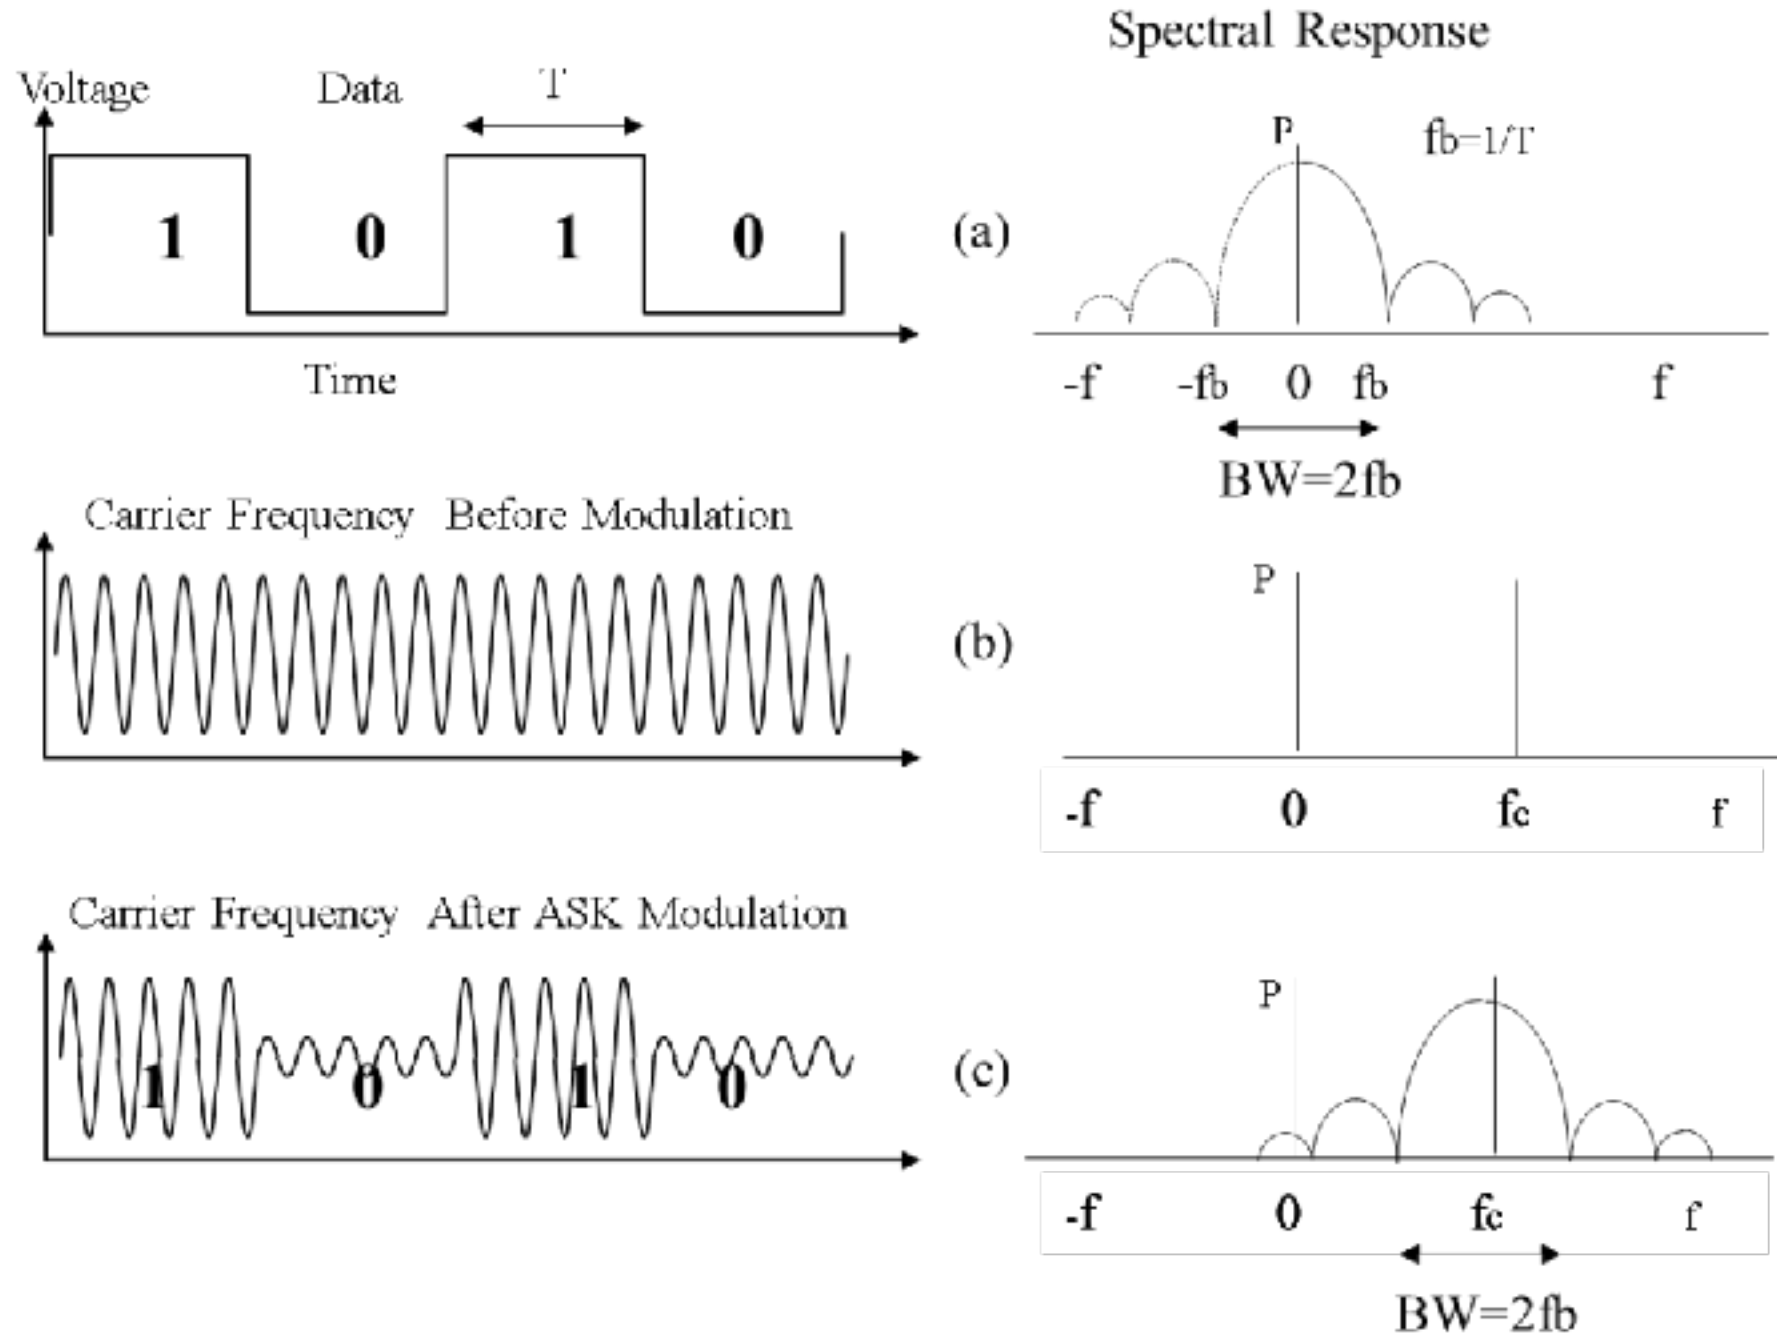 Spectral Response
Voltage Data T
1 0 1 0
Time
(a)
P fb=1/T
-f -fb 0 fb f
BW=2fb
Carrier Frequency Before Modulation
(b)
P
-f 0 fc f
Carrier Frequency After ASK Modulation
1 0 1 0
(c)
P
-f 0 fc f
BW=2fb